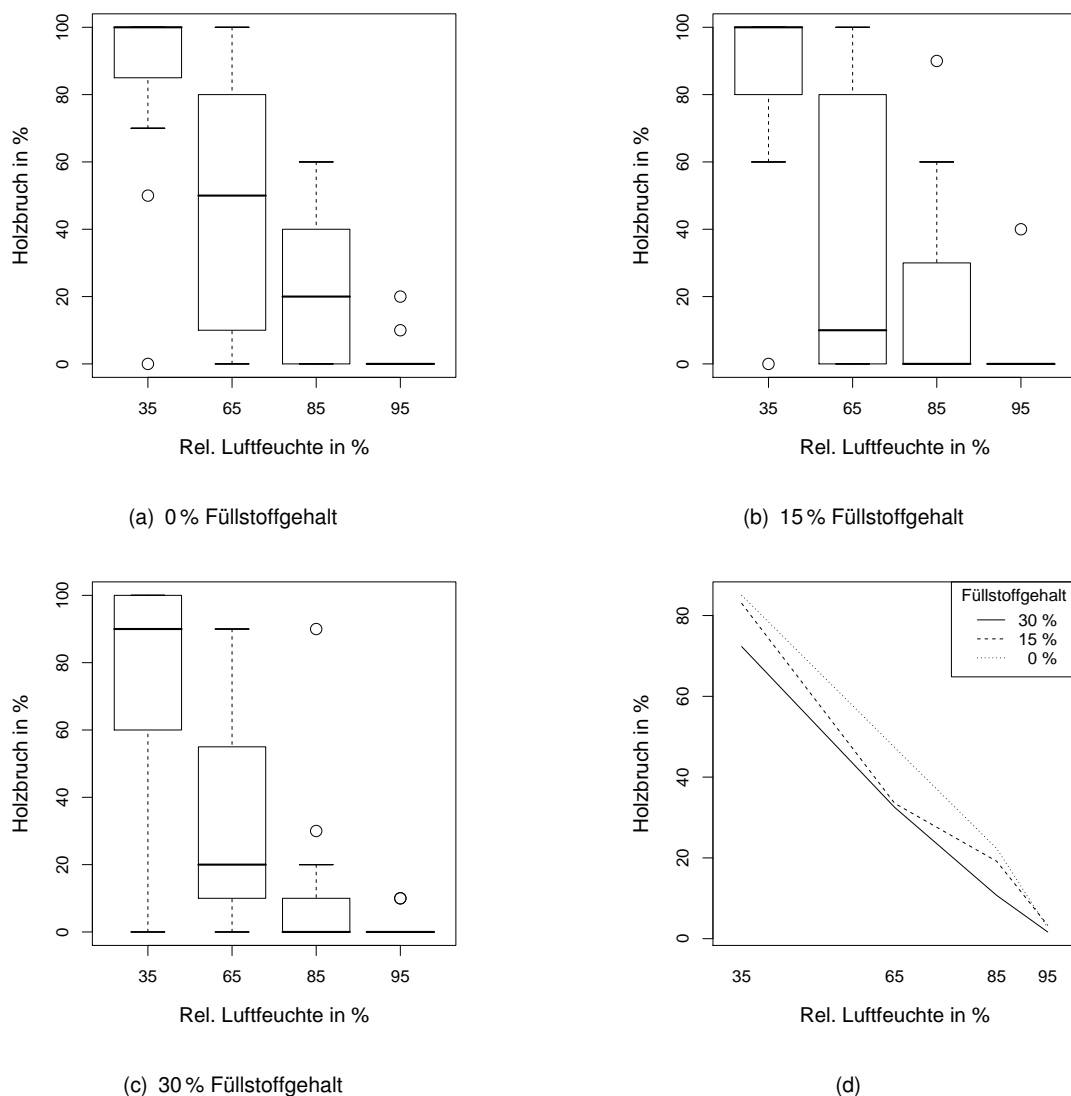 100
80
60
40
20
0
Holzbruch in %
35 65 85 95
Rel. Luftfeuchte in %
(a) 0 % Füllstoffgehalt
100
80
60
40
20
0
Holzbruch in %
35 65 85 95
Rel. Luftfeuchte in %
(b) 15 % Füllstoffgehalt
100
80
60
40
20
0
Holzbruch in %
35 65 85 95
Rel. Luftfeuchte in %
(c) 30 % Füllstoffgehalt
80
60
40
20
0
Holzbruch in %
Füllstoffgehalt
30 %
15 %
0 %
35 65 85 95
Rel. Luftfeuchte in %
(d)